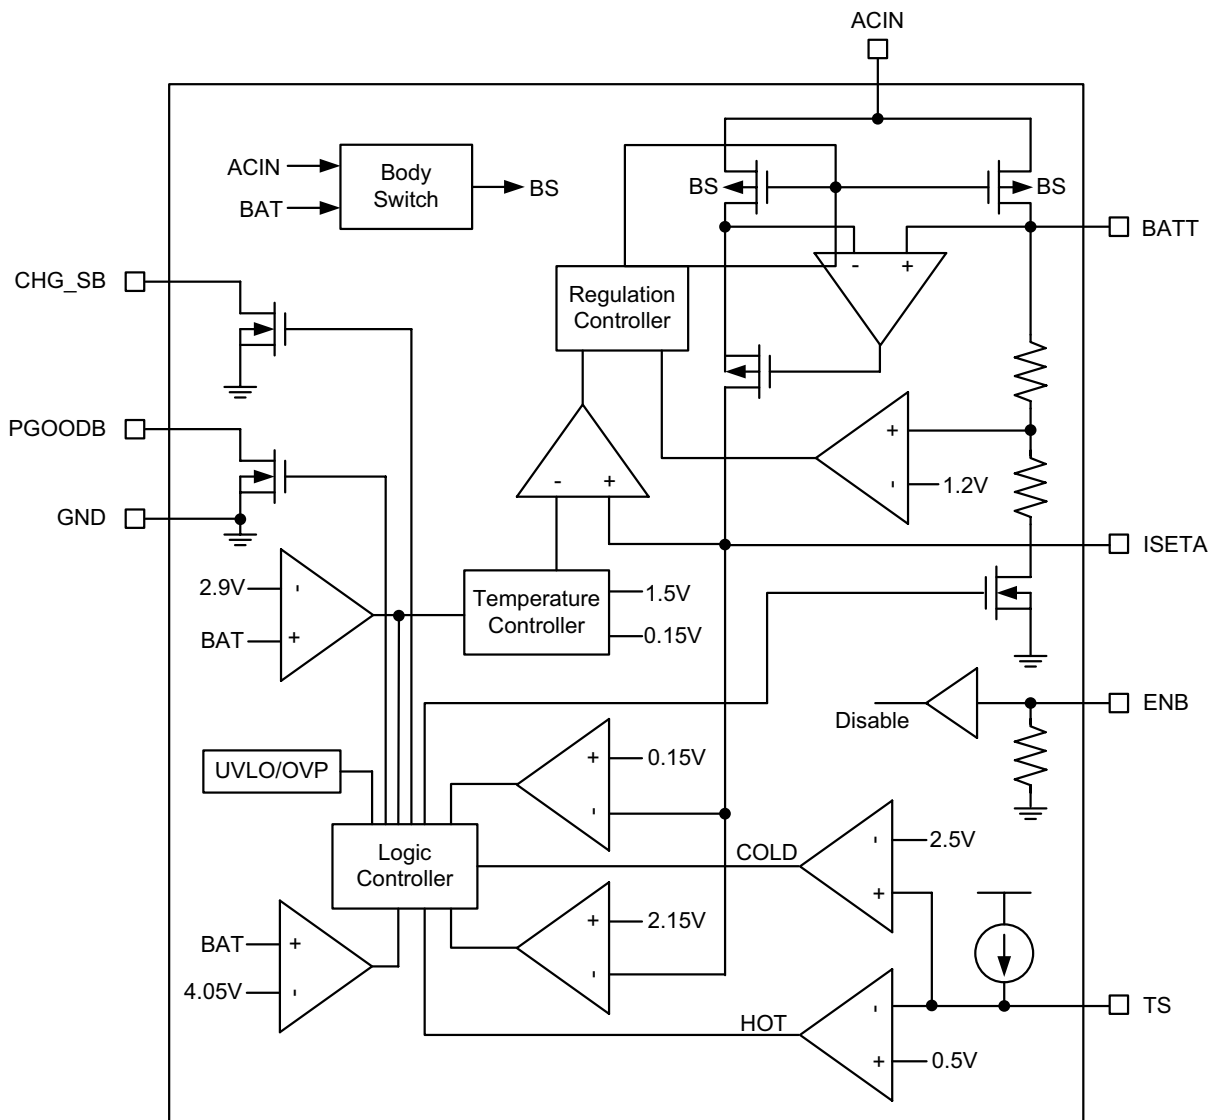 ACIN
ACIN
BAT
Body
Switch
BS
BS
BS
BATT
- +
CHG_SB
Regulation
Controller
PGOODB
+
-
1.2V
- +
GND
ISETA
2.9V
BAT
-
+
Temperature
Controller
1.5V
0.15V
ENB
Disable
UVLO/OVP
+
-
0.15V
Logic
Controller
COLD
-
+
2.5V
BAT
4.05V
+
-
+
-
2.15V
HOT
-
+
0.5V
TS